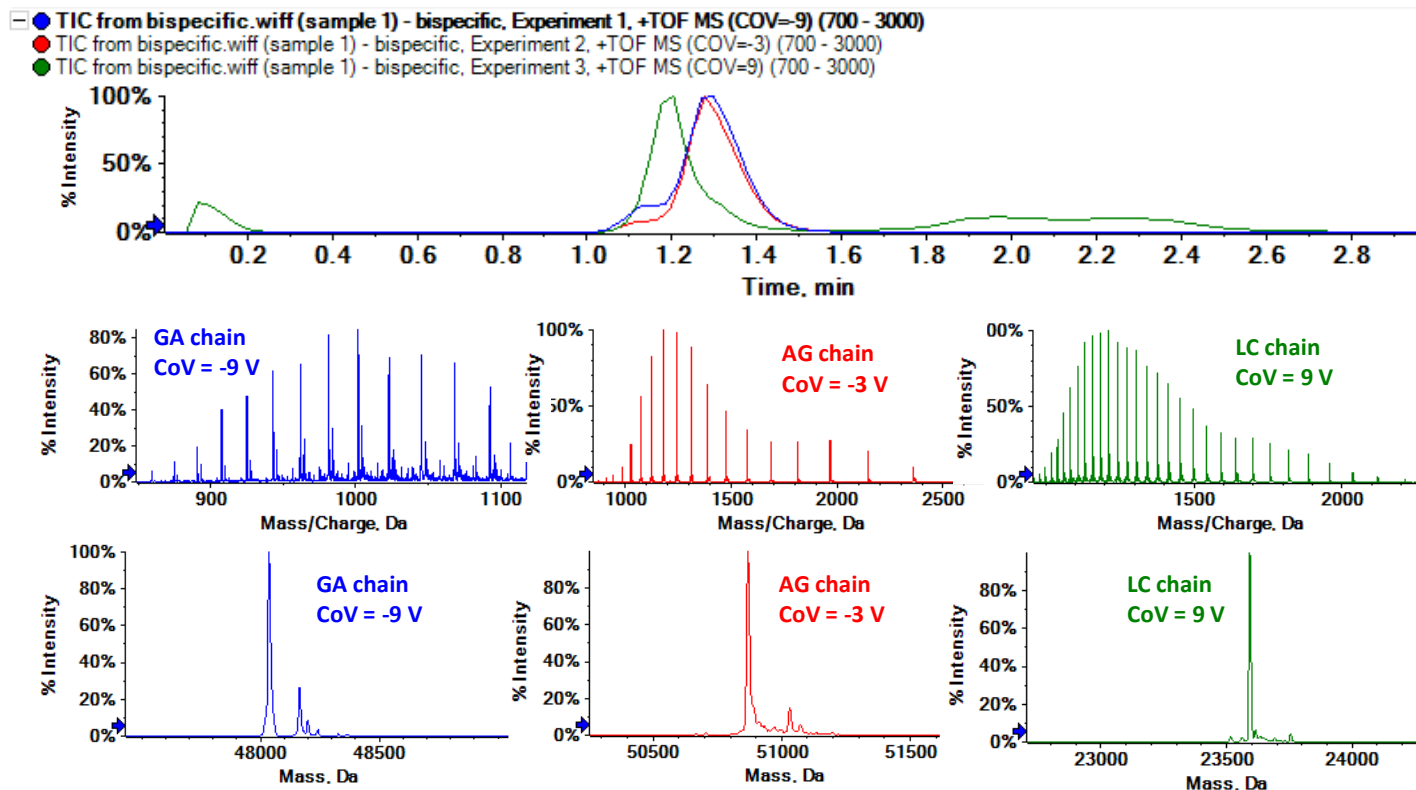 TIC from bispecific.wiff (sample 1) - bispecific, Experiment 1, +TOF MS (COV=-9) (700 - 3000)
TIC from bispecific.wiff (sample 1) - bispecific, Experiment 2, +TOF MS (COV=-3) (700 - 3000)
TIC from bispecific.wiff (sample 1) - bispecific, Experiment 3, +TOF MS (COV=9) (700 - 3000)
% Intensity
100%
50%
0%
0.2 0.4 0.6 0.8 1.0 1.2 1.4 1.6 1.8 2.0 2.2 2.4 2.6 2.8
Time, min
% Intensity
80%
60%
40%
20%
0%
GA chain
CoV = -9 V
900 1000 1100
Mass/Charge, Da
% Intensity
100%
50%
0%
AG chain
CoV = -3 V
1000 1500 2000 2500
Mass/Charge, Da
% Intensity
00%
50%
0%
LC chain
CoV = 9 V
1500 2000
Mass/Charge, Da
% Intensity
100%
80%
60%
40%
20%
0%
GA chain
CoV = -9 V
48000 48500
Mass, Da
% Intensity
100%
80%
60%
40%
20%
0%
AG chain
CoV = -3 V
50500 51000 51500
Mass, Da
% Intensity
80%
60%
40%
20%
0%
LC chain
CoV = 9 V
23000 23500 24000
Mass, Da